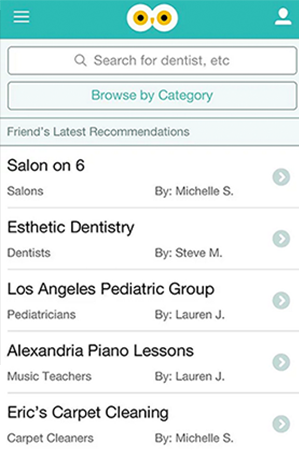 Search for dentist, etc
Browse by Category
Friend's Latest Recommendations
Salon on 6
Salons By: Michelle S.
Esthetic Dentistry
Dentists By: Steve M.
Los Angeles Pediatric Group
Pediatricians By: Lauren J.
Alexandria Piano Lessons
Music Teachers By: Lauren J.
Eric's Carpet Cleaning
Carpet Cleaners By: Michelle S.